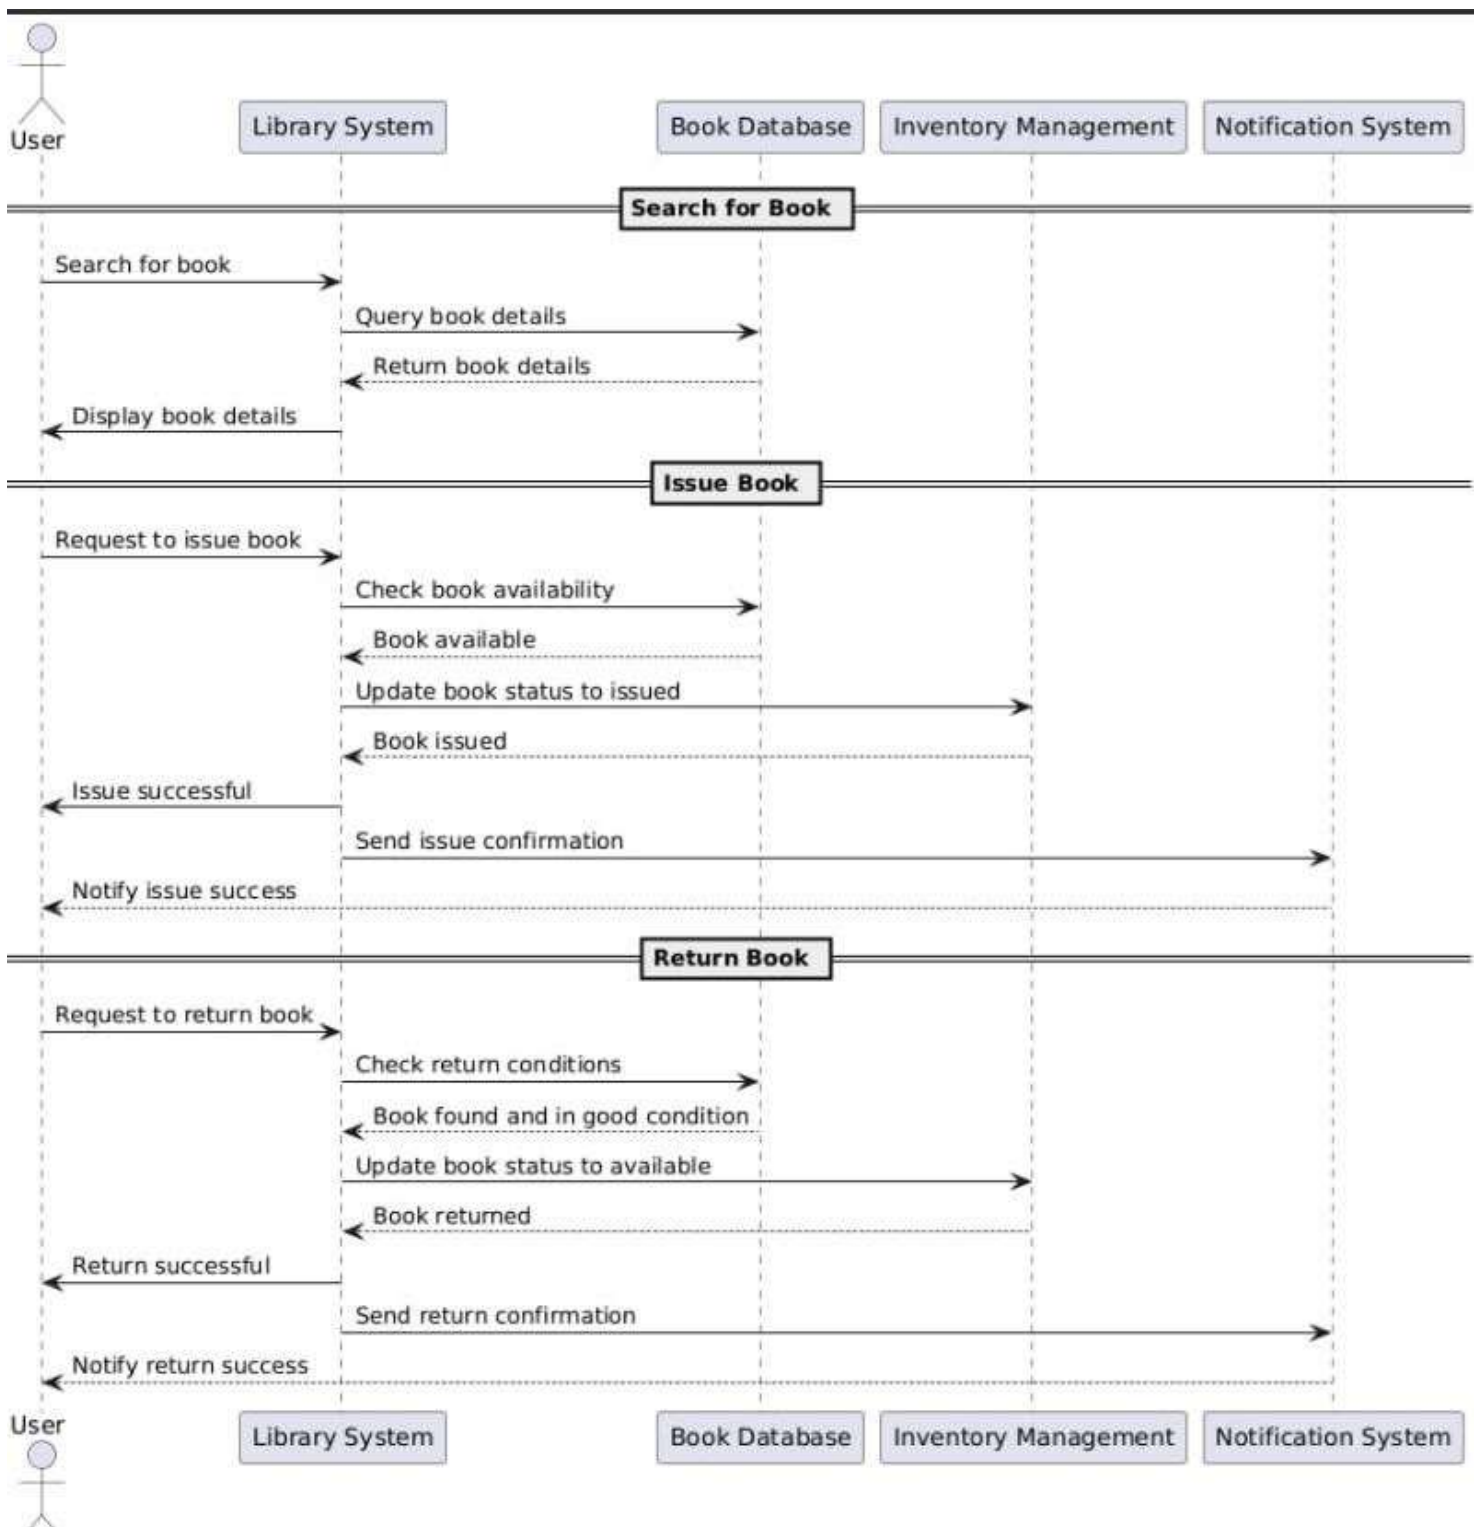 User
Library System
Book Database
Inventory Management
Notification System
Search for Book
Search for book
Query book details
Return book details
Display book details
Issue Book
Request to issue book
Check book availability
Book available
Update book status to issued
Book issued
Issue successful
Send issue confirmation
Notify issue success
Return Book
Request to return book
Check return conditions
Book found and in good condition
Update book status to available
Book returned
Return successful
Send return confirmation
Notify return success
User
Library System
Book Database
Inventory Management
Notification System